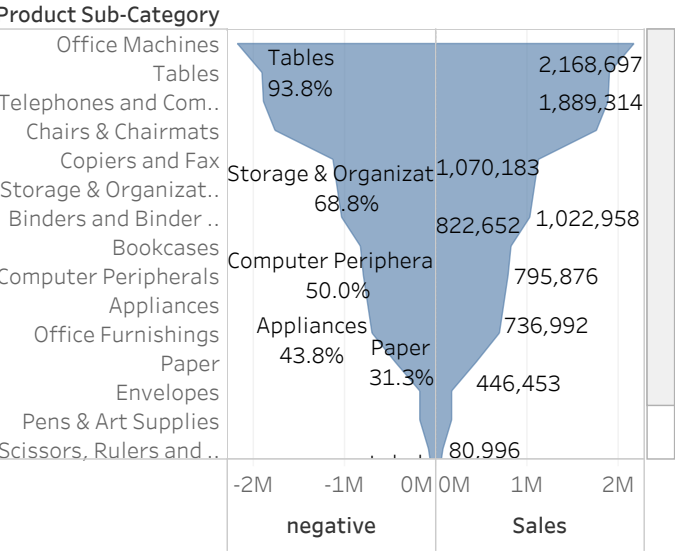 Product Sub-Category
Office Machines
Tables
Telephones and Com..
Chairs & Chairmats
Copiers and Fax
Storage & Organizat..
Binders and Binder ..
Bookcases
Computer Peripherals
Appliances
Office Furnishings
Paper
Envelopes
Pens & Art Supplies
Scissors, Rulers and ..
Tables
93.8%
Storage & Organizat
68.8%
Computer Periphera
50.0%
Appliances
43.8%
Paper
31.3%
2,168,697
1,889,314
1,070,183
822,652
1,022,958
795,876
736,992
446,453
80,996
-2M -1M 0M 0M 1M 2M
negative Sales